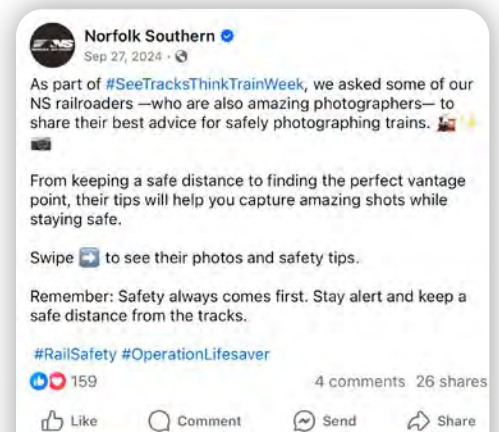 NS
Norfolk Southern
Sep 27, 2024 ·
As part of #SeeTracksThinkTrainWeek, we asked some of our
NS railroaders —who are also amazing photographers— to
share their best advice for safely photographing trains.
From keeping a safe distance to finding the perfect vantage
point, their tips will help you capture amazing shots while
staying safe.
Swipe ➡️ to see their photos and safety tips.
Remember: Safety always comes first. Stay alert and keep a
safe distance from the tracks.
#RailSafety #OperationLifesaver
159 4 comments 26 shares
Like Comment Send Share